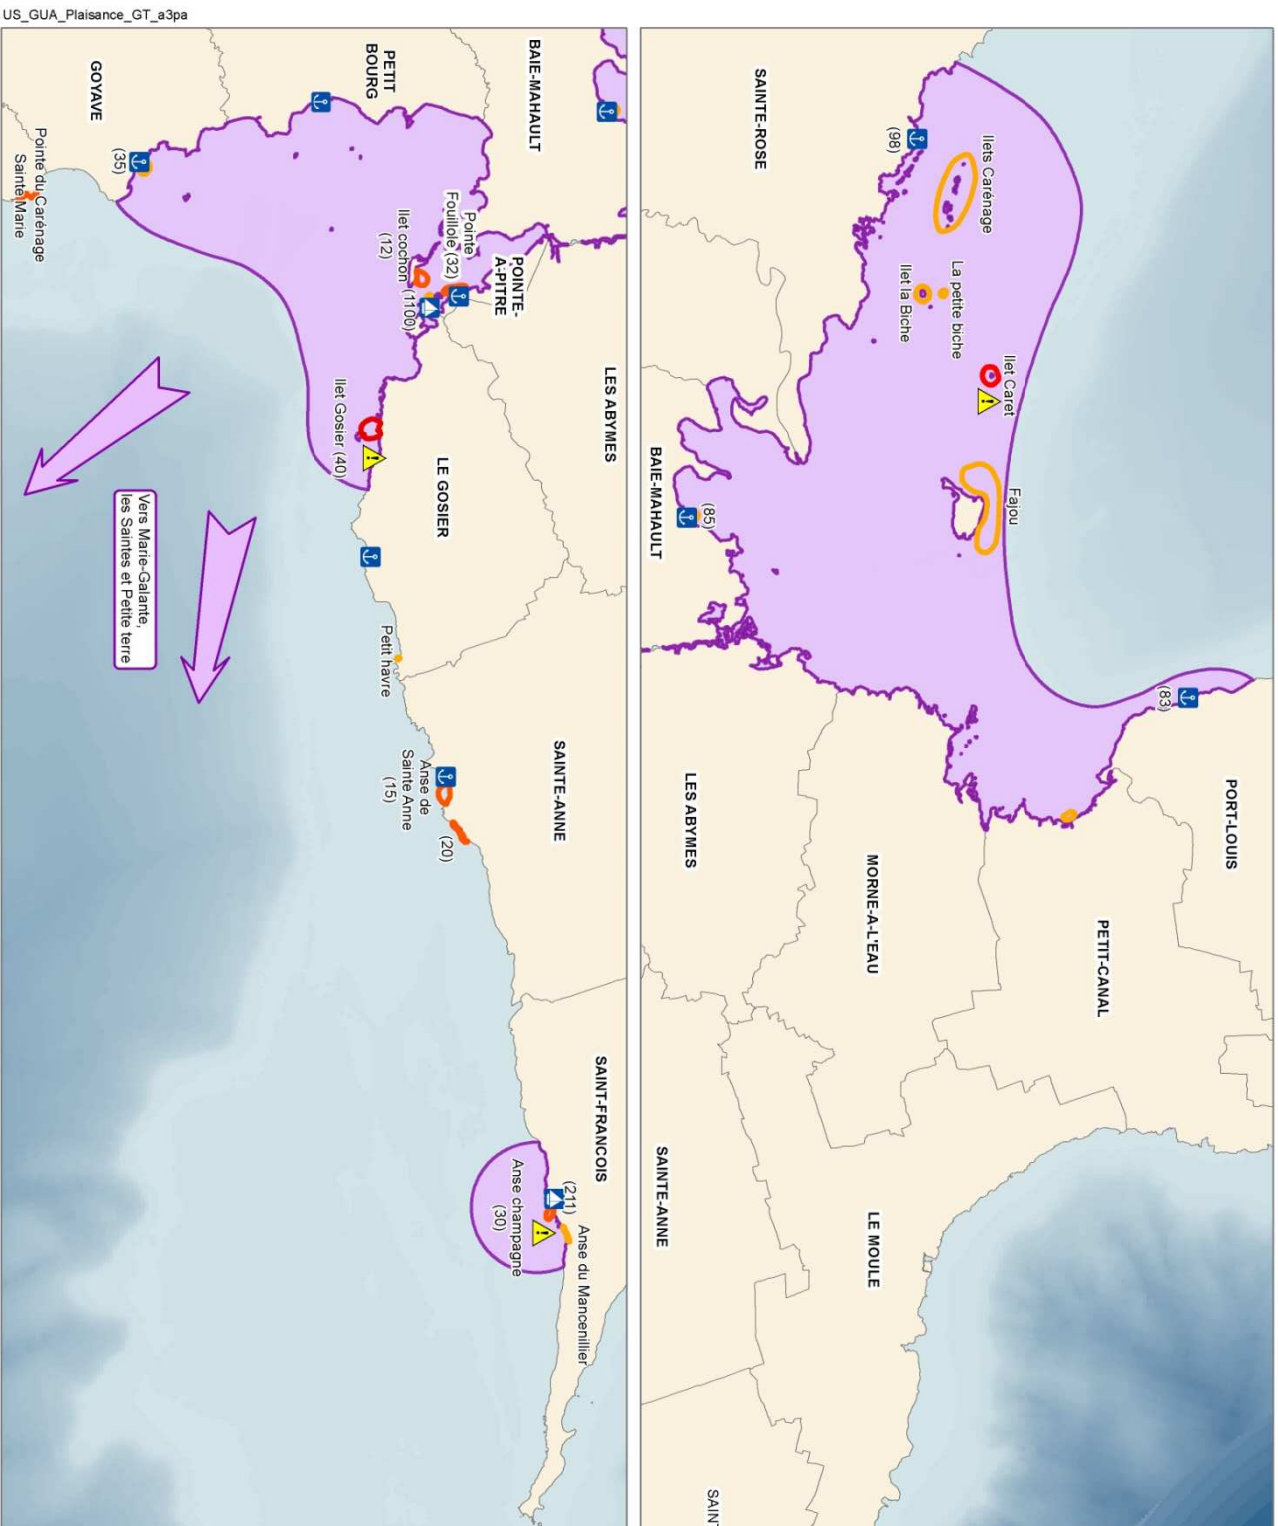 US_GUA_Plaisance_GT_a3pa
SAINTE-ROSE
(98)
Ilets Carénage
La petite biche
Ilet la Biche
Ilet Caret
Fajou
BAIE-MAHAULT
(85)
(83)
PORT-LOUIS
LES ABYMES
MORNE-A-L'EAU
PETIT-CANAL
SAINTE-ANNE
LE MOULE
SAINT
GOYAVE
PETIT
BOURG
BAIE-MAHAULT
(35)
Pointe du Carénage
Sainte Marie
Pointe
Fouillole (32)
Ilet cochon
(12)
(1100)
POINTE-
A-PITRE
LES ABYMES
Ilet Gosier (40)
LE GOSIER
Vers Marie-Galante,
les Saintes et Petite terre
Petit havre
SAINTE-ANNE
Anse de
Sainte Anne
(15)
(20)
SAINT-FRANCOIS
(211)
Anse champagne
(30)
Anse du Mancenillier